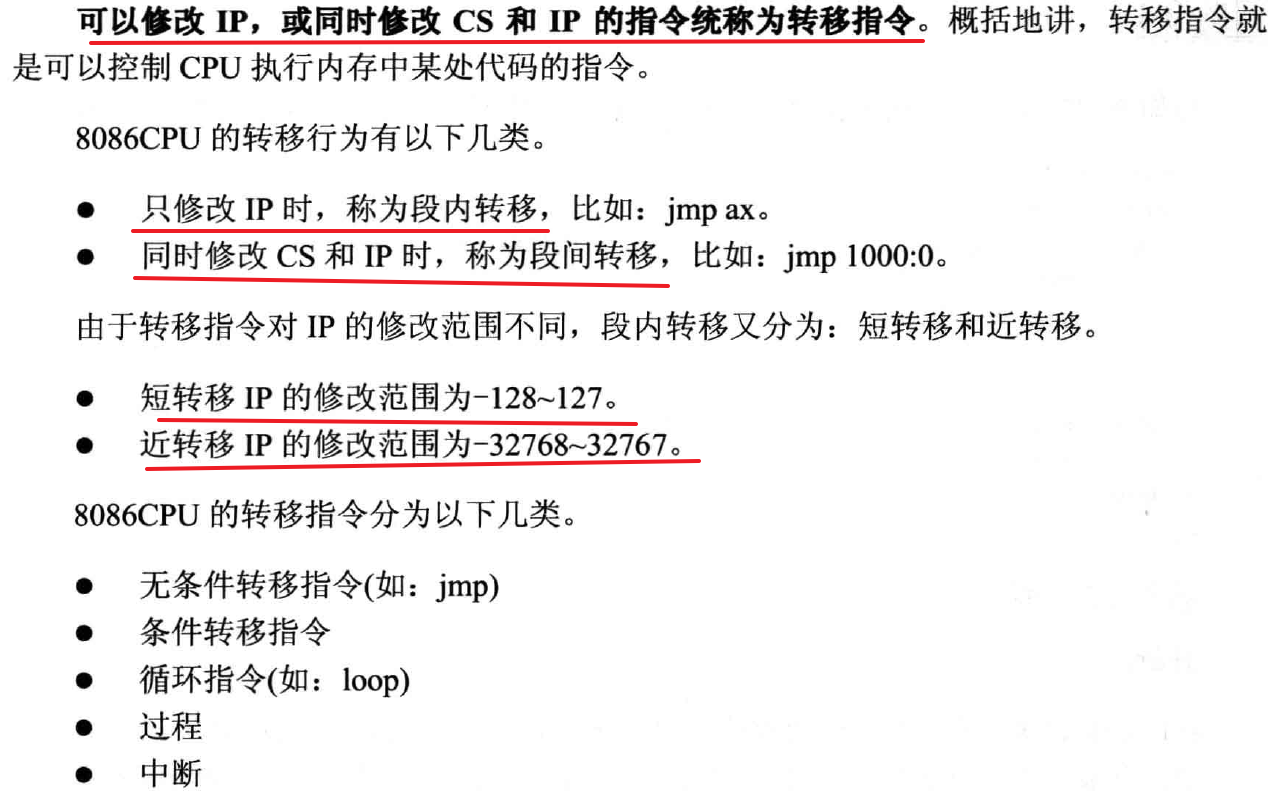 可以修改 IP，或同时修改 CS 和 IP 的指令统称为转移指令。概括地讲，转移指令就
是可以控制 CPU 执行内存中某处代码的指令。
8086CPU 的转移行为有以下几类。
● 只修改 IP 时，称为段内转移，比如：jmp ax。
● 同时修改 CS 和 IP 时，称为段间转移，比如：jmp 1000:0。
由于转移指令对 IP 的修改范围不同，段内转移又分为：短转移和近转移。
● 短转移 IP 的修改范围为-128~127。
● 近转移 IP 的修改范围为-32768~32767。
8086CPU 的转移指令分为以下几类。
● 无条件转移指令(如：jmp)
● 条件转移指令
● 循环指令(如：loop)
● 过程
● 中断